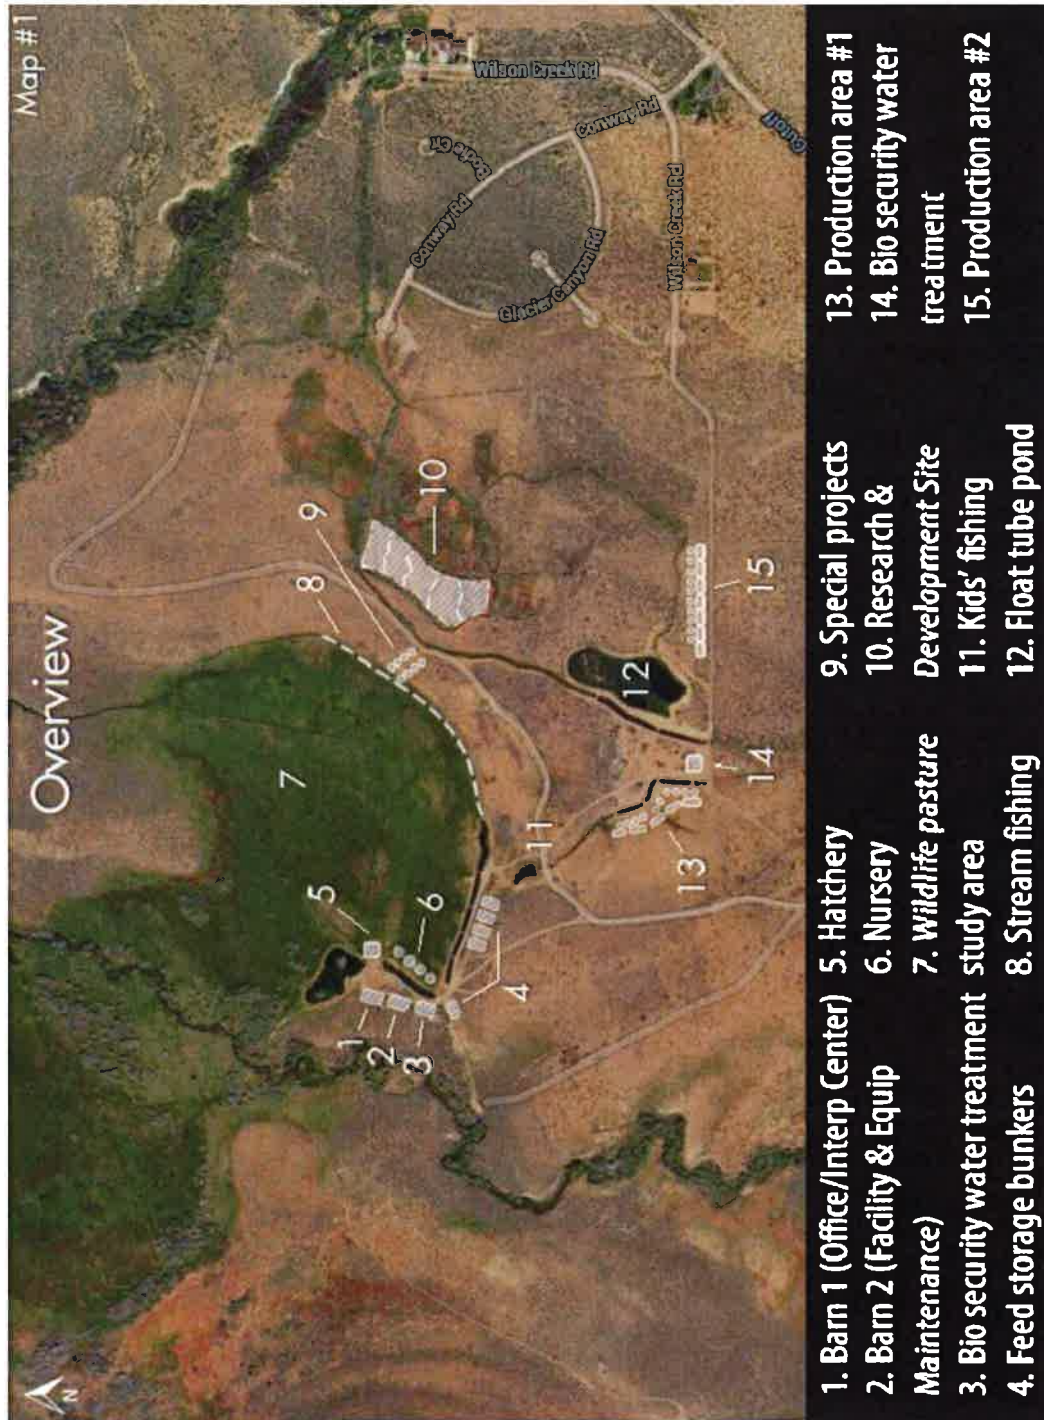 Map #1
Overview
N
1
2
3
4
5
6
7
8
9
10
11
12
13
14
15
Wilson Creek Rd
Conway Rd
Bodie Ct
Conway Rd
Glacier Canyon Rd
Wilson Creek Rd
Cutoff
1. Barn 1 (Office/Interp Center)
2. Barn 2 (Facility & Equip
Maintenance)
3. Bio security water treatment
4. Feed storage bunkers
5. Hatchery
6. Nursery
7. Wildlife pasture
study area
8. Stream fishing
9. Special projects
10. Research &
Development Site
11. Kids' fishing
12. Float tube pond
13. Production area #1
14. Bio security water
treatment
15. Production area #2